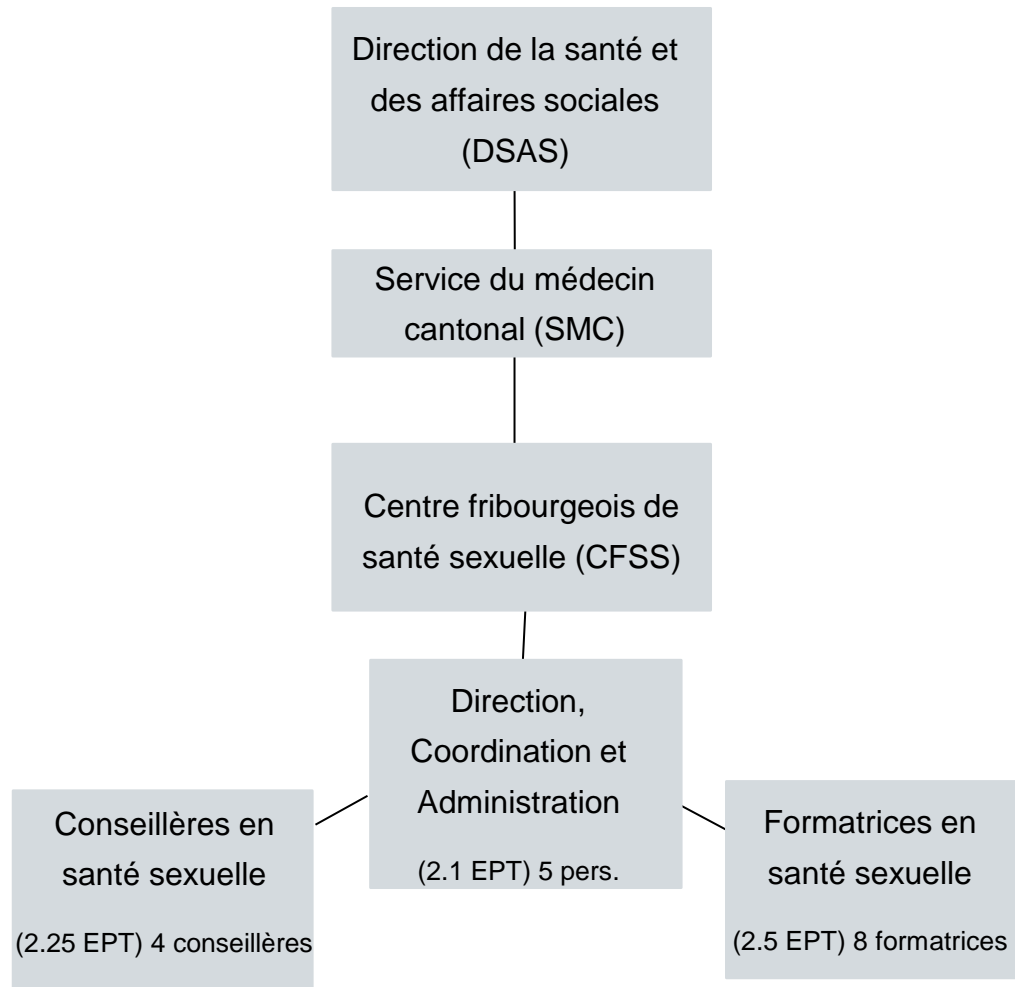 Direction de la santé et
des affaires sociales
(DSAS)
Service du médecin
cantonal (SMC)
Centre fribourgeois de
santé sexuelle (CFSS)
Direction,
Coordination et
Administration
(2.1 EPT) 5 pers.
Conseillères en
santé sexuelle
(2.25 EPT) 4 conseillères
Formatrices en
santé sexuelle
(2.5 EPT) 8 formatrices